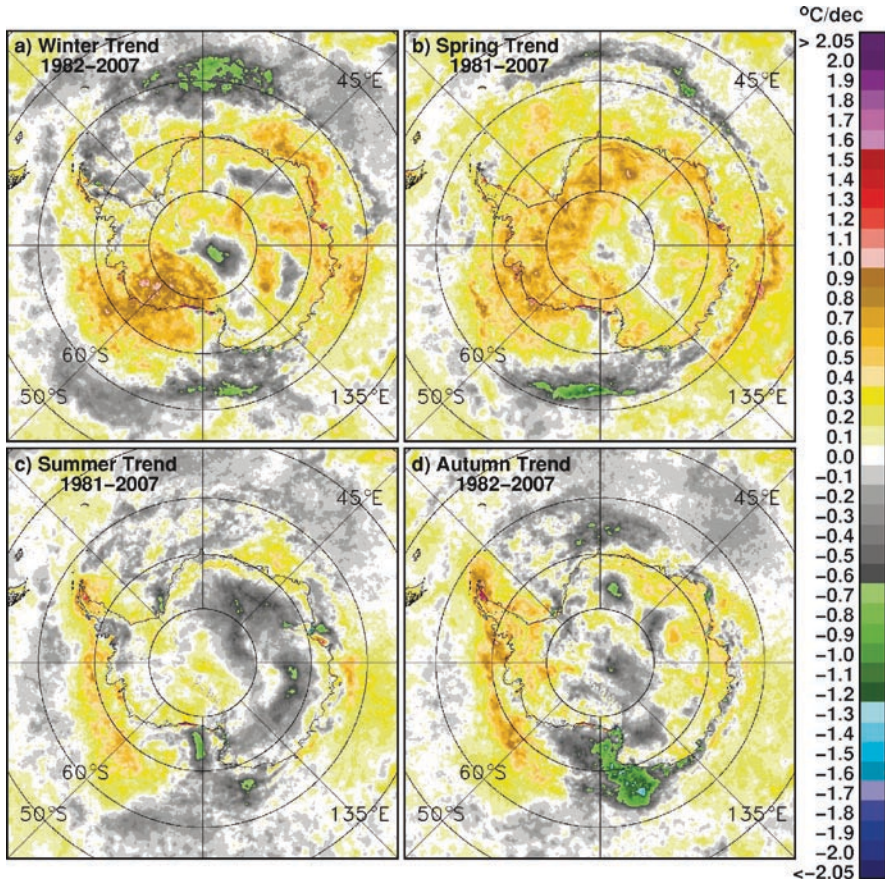 °C/dec
a) Winter Trend
1982–2007
45°E
60°S
50°S
135°E
b) Spring Trend
1981–2007
45°E
60°S
50°S
135°E
c) Summer Trend
1981–2007
45°E
60°S
50°S
135°E
d) Autumn Trend
1982–2007
45°E
60°S
50°S
135°E
> 2.05
2.0
1.9
1.8
1.7
1.6
1.5
1.4
1.3
1.2
1.1
1.0
0.9
0.8
0.7
0.6
0.5
0.4
0.3
0.2
0.1
0.0
−0.1
−0.2
−0.3
−0.4
−0.5
−0.6
−0.7
−0.8
−0.9
−1.0
−1.1
−1.2
−1.3
−1.4
−1.5
−1.6
−1.7
−1.8
−1.9
−2.0
<−2.05